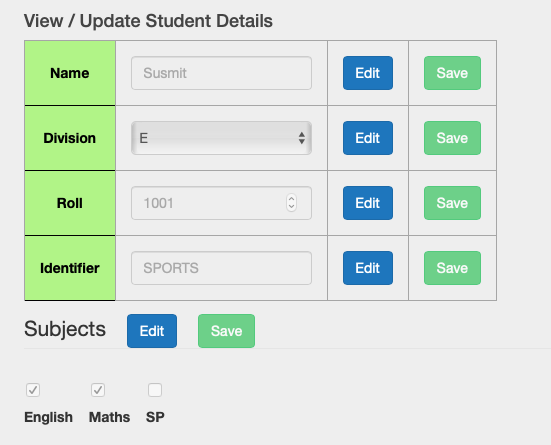 View / Update Student Details
Name Susmit Edit Save
Division E Edit Save
Roll 1001 Edit Save
Identifier SPORTS Edit Save
Subjects Edit Save
English Maths SP